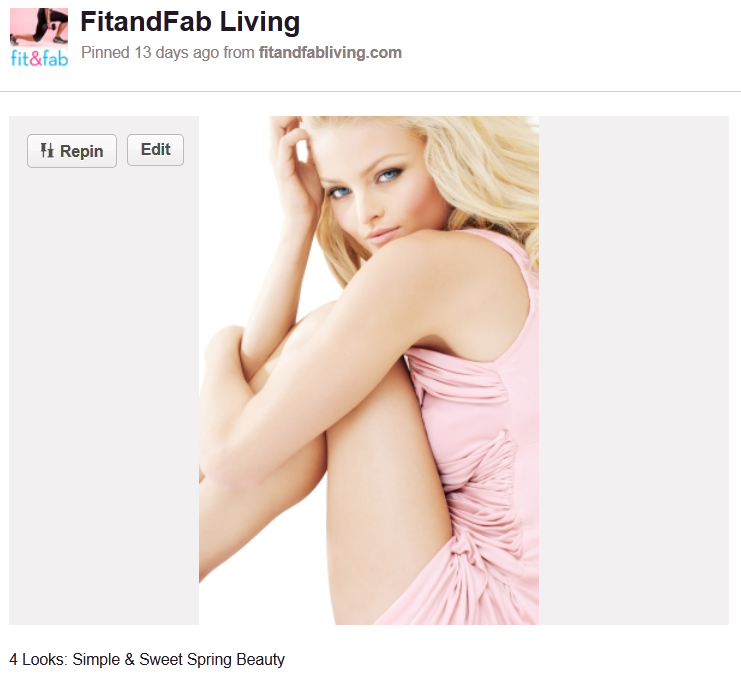 FitandFab Living
fit&fab
Pinned 13 days ago from fitandfabliving.com
Repin
Edit
4 Looks: Simple & Sweet Spring Beauty